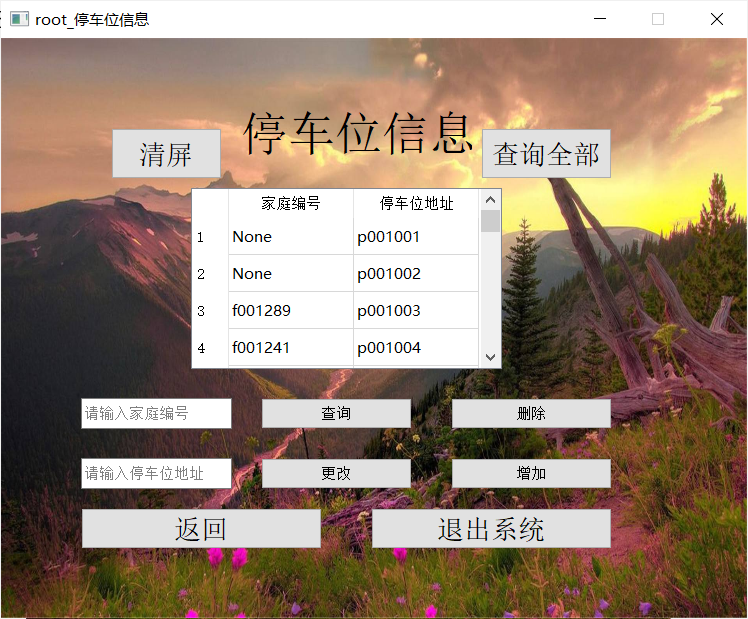 root_停车位信息
停车位信息
清屏
查询全部
家庭编号 停车位地址
1 None p001001
2 None p001002
3 f001289 p001003
4 f001241 p001004
请输入家庭编号 查询 删除
请输入停车位地址 更改 增加
返回 退出系统